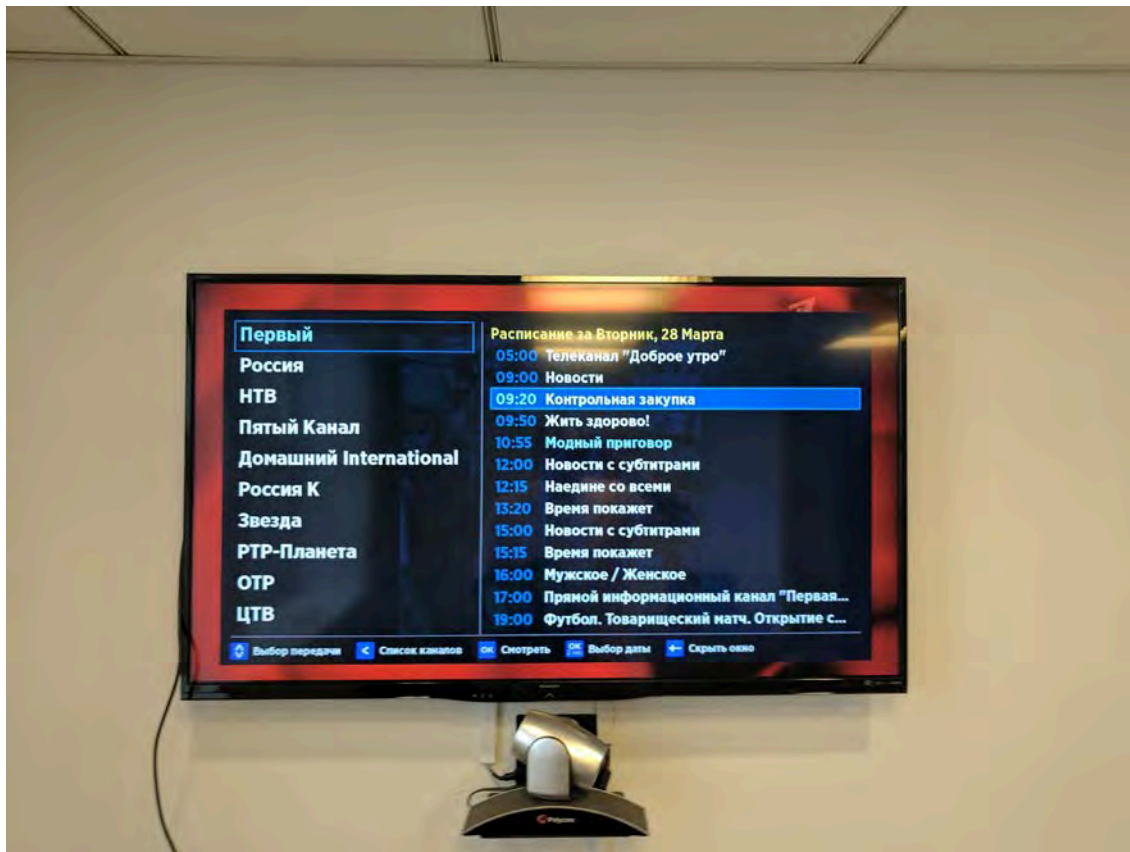 Первый
Россия
НТВ
Пятый Канал
Домашний International
Россия К
Звезда
РТР-Планета
ОТР
ЦТВ
Расписание за Вторник, 28 Марта
05:00 Телеканал "Доброе утро"
09:00 Новости
09:20 Контрольная закупка
09:50 Жить здорово!
10:55 Модный приговор
12:00 Новости с субтитрами
12:15 Наедине со всеми
13:20 Время покажет
15:00 Новости с субтитрами
15:15 Время покажет
16:00 Мужское / Женское
17:00 Прямой информационный канал "Первая...
19:00 Футбол. Товарищеский матч. Открытие с...
Выбор передачи < Список каналов OK Смотреть OK Выбор даты ← Скрыть окно
Polycom